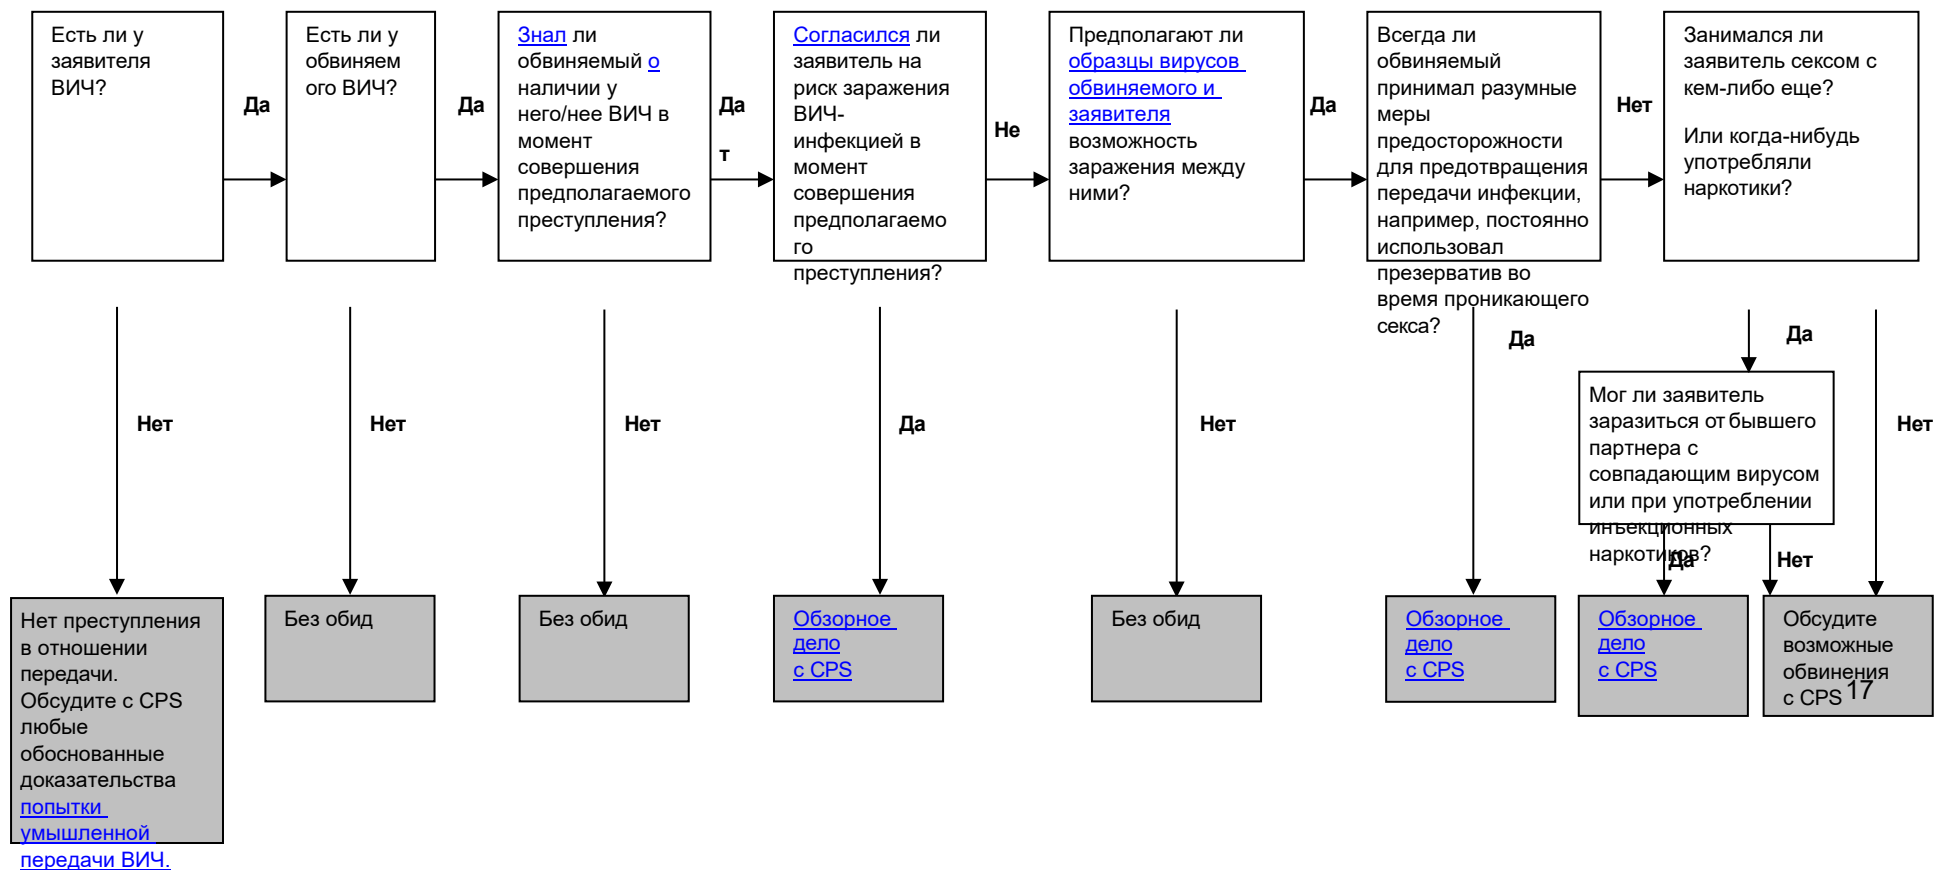 Есть ли у
заявителя
ВИЧ?
Да
Есть ли у
обвиняем
ого ВИЧ?
Да
Знал ли
обвиняемый о
наличии у
него/нее ВИЧ в
момент
совершения
предполагаемого
преступления?
Да
т
Согласился ли
заявитель на
риск заражения
ВИЧ-
инфекцией в
момент
совершения
предполагаемо
го
преступления?
Не
Предполагают ли
образцы вирусов
обвиняемого и
заявителя
возможность
заражения между
ними?
Да
Всегда ли
обвиняемый
принимал разумные
меры
предосторожности
для предотвращения
передачи инфекции,
например, постоянно
использовал
презерватив во
время проникающего
секса?
Нет
Занимался ли
заявитель сексом с
кем-либо еще?
Или когда-нибудь
употребляли
наркотики?
Нет
Нет
Нет
Да
Нет
Да
Да
Нет
Мог ли заявитель
заразиться от бывшего
партнера с
совпадающим вирусом
или при употреблении
инъекционных
наркотиков?
Да
Нет
Нет преступления
в отношении
передачи.
Обсудите с CPS
любые
обоснованные
доказательства
попытки
умышленной
передачи ВИЧ.
Без обид
Без обид
Обзорное
дело
с CPS
Без обид
Обзорное
дело
с CPS
Обзорное
дело
с CPS
Обсудите
возможные
обвинения
с CPS
17